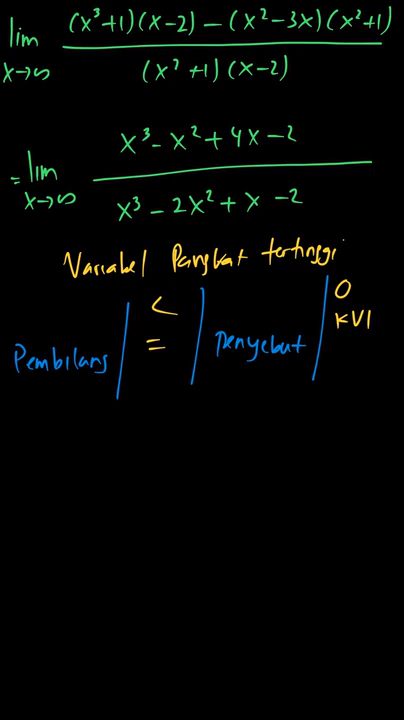 lim (x³+1)(x-2) - (x²-3x)(x²+1)
x→∞ (x²+1)(x-2)
= lim x³ - x² + 4x - 2
x→∞ x³ - 2x² + x - 2
Variabel Pangkat tertinggi
Pembilang | < | Penyebut | 0
= KVT